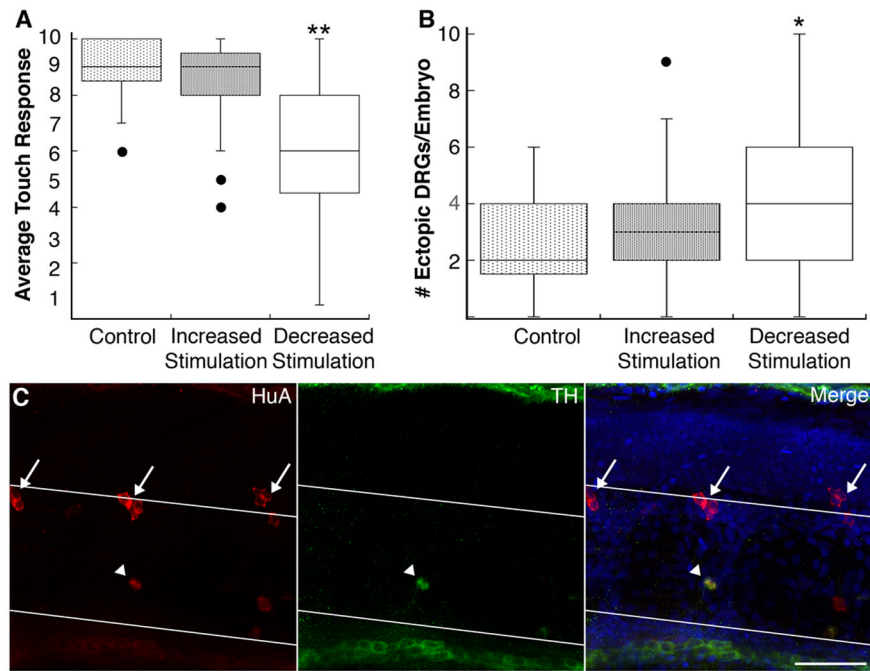 A
B
Average Touch Response
10
9
8
7
6
5
4
3
2
1
**
Control
Increased
Stimulation
Decreased
Stimulation
# Ectopic DRGs/Embryo
10
8
6
4
2
*
Control
Increased
Stimulation
Decreased
Stimulation
C
HuA
TH
Merge